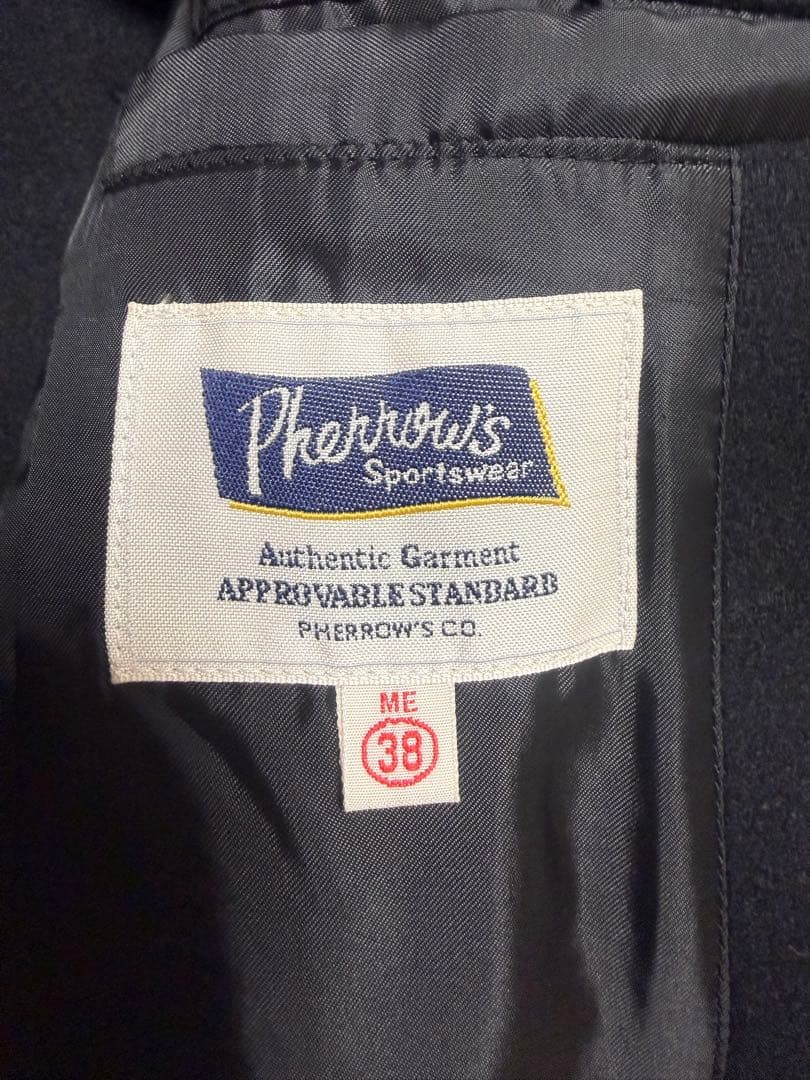 Pherrow's
Sportswear
Authentic Garment
APPROVABLE STANDARD
PHERROW'S CO.
ME
38